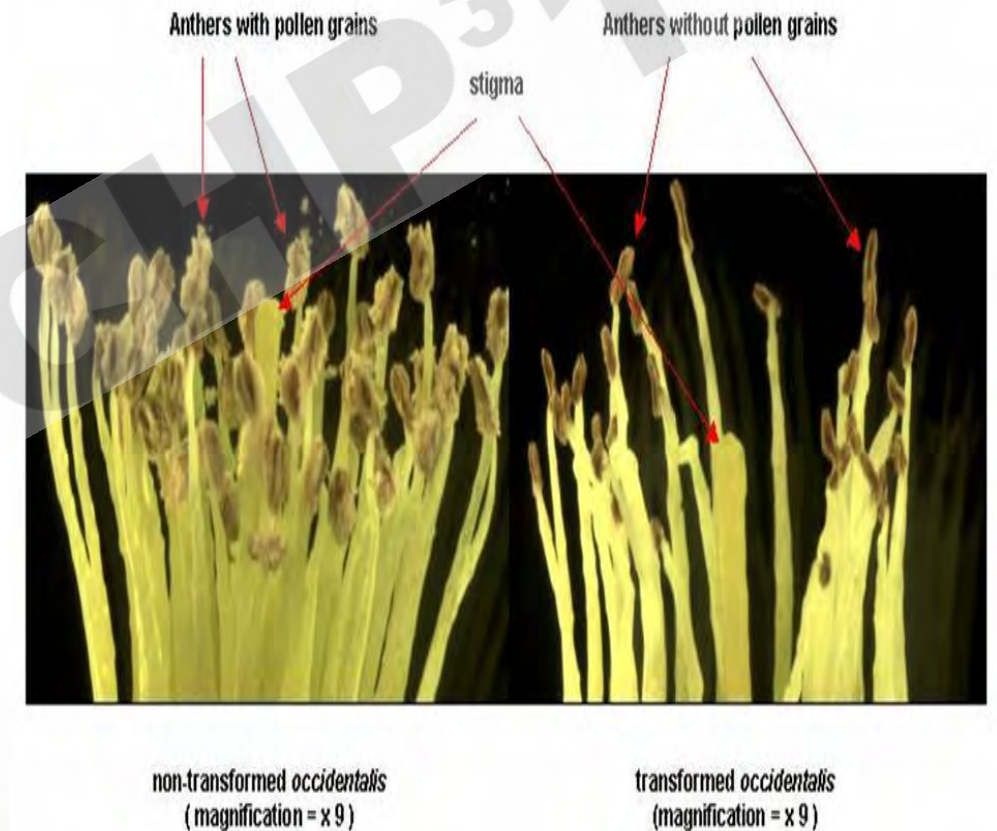 Anthers with pollen grains
Anthers without pollen grains
stigma
non-transformed occidentalis
( magnification = x 9 )
transformed occidentalis
(magnification = x 9 )